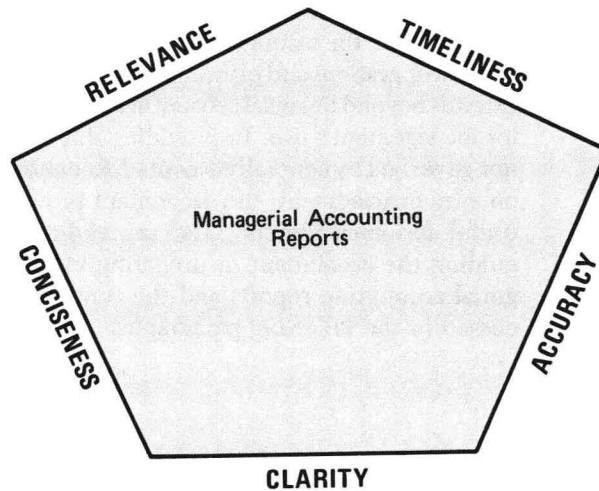 RELEVANCE
TIMELINESS
Managerial Accounting
Reports
CONCISENESS
ACCURACY
CLARITY